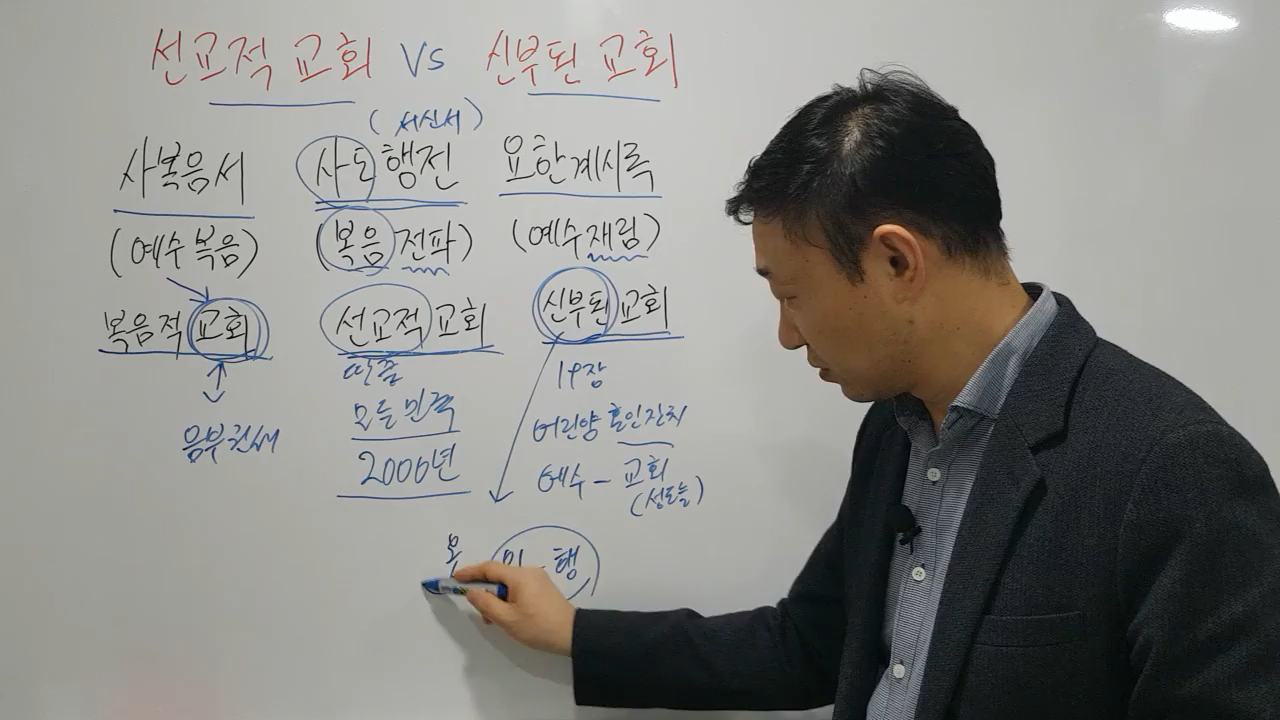 선교적 교회 Vs 신부된 교회
(서신서)
사복음서 사도행전 요한계시록
(예수복음) (복음전파) (예수재림)
복음적 교회 선교적 교회 신부된 교회
땅끝 19장
모든민족 어린양 혼인잔치
음부권세 2000년 예수 - 교회
(성도들)
행